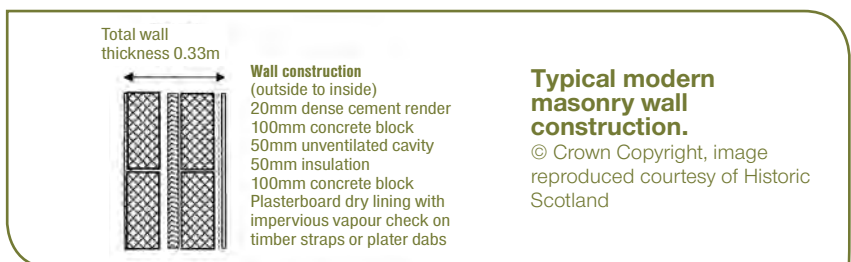 Total wall
thickness 0.33m
Wall construction
(outside to inside)
20mm dense cement render
100mm concrete block
50mm unventilated cavity
50mm insulation
100mm concrete block
Plasterboard dry lining with
impervious vapour check on
timber straps or plater dabs
Typical modern
masonry wall
construction.
© Crown Copyright, image
reproduced courtesy of Historic
Scotland